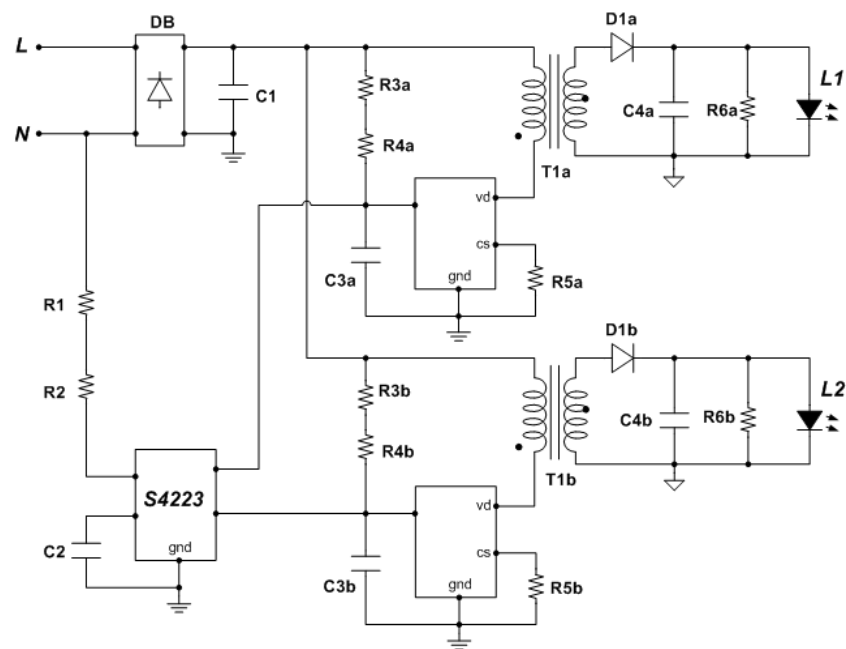 DB
D1a
L
R3a
L1
C1
C4a
R6a
N
R4a
T1a
vd
cs
C3a
gnd
R5a
R1
D1b
R3b
L2
R2
C4b
R6b
R4b
T1b
S4223
vd
C2
gnd
cs
C3b
gnd
R5b